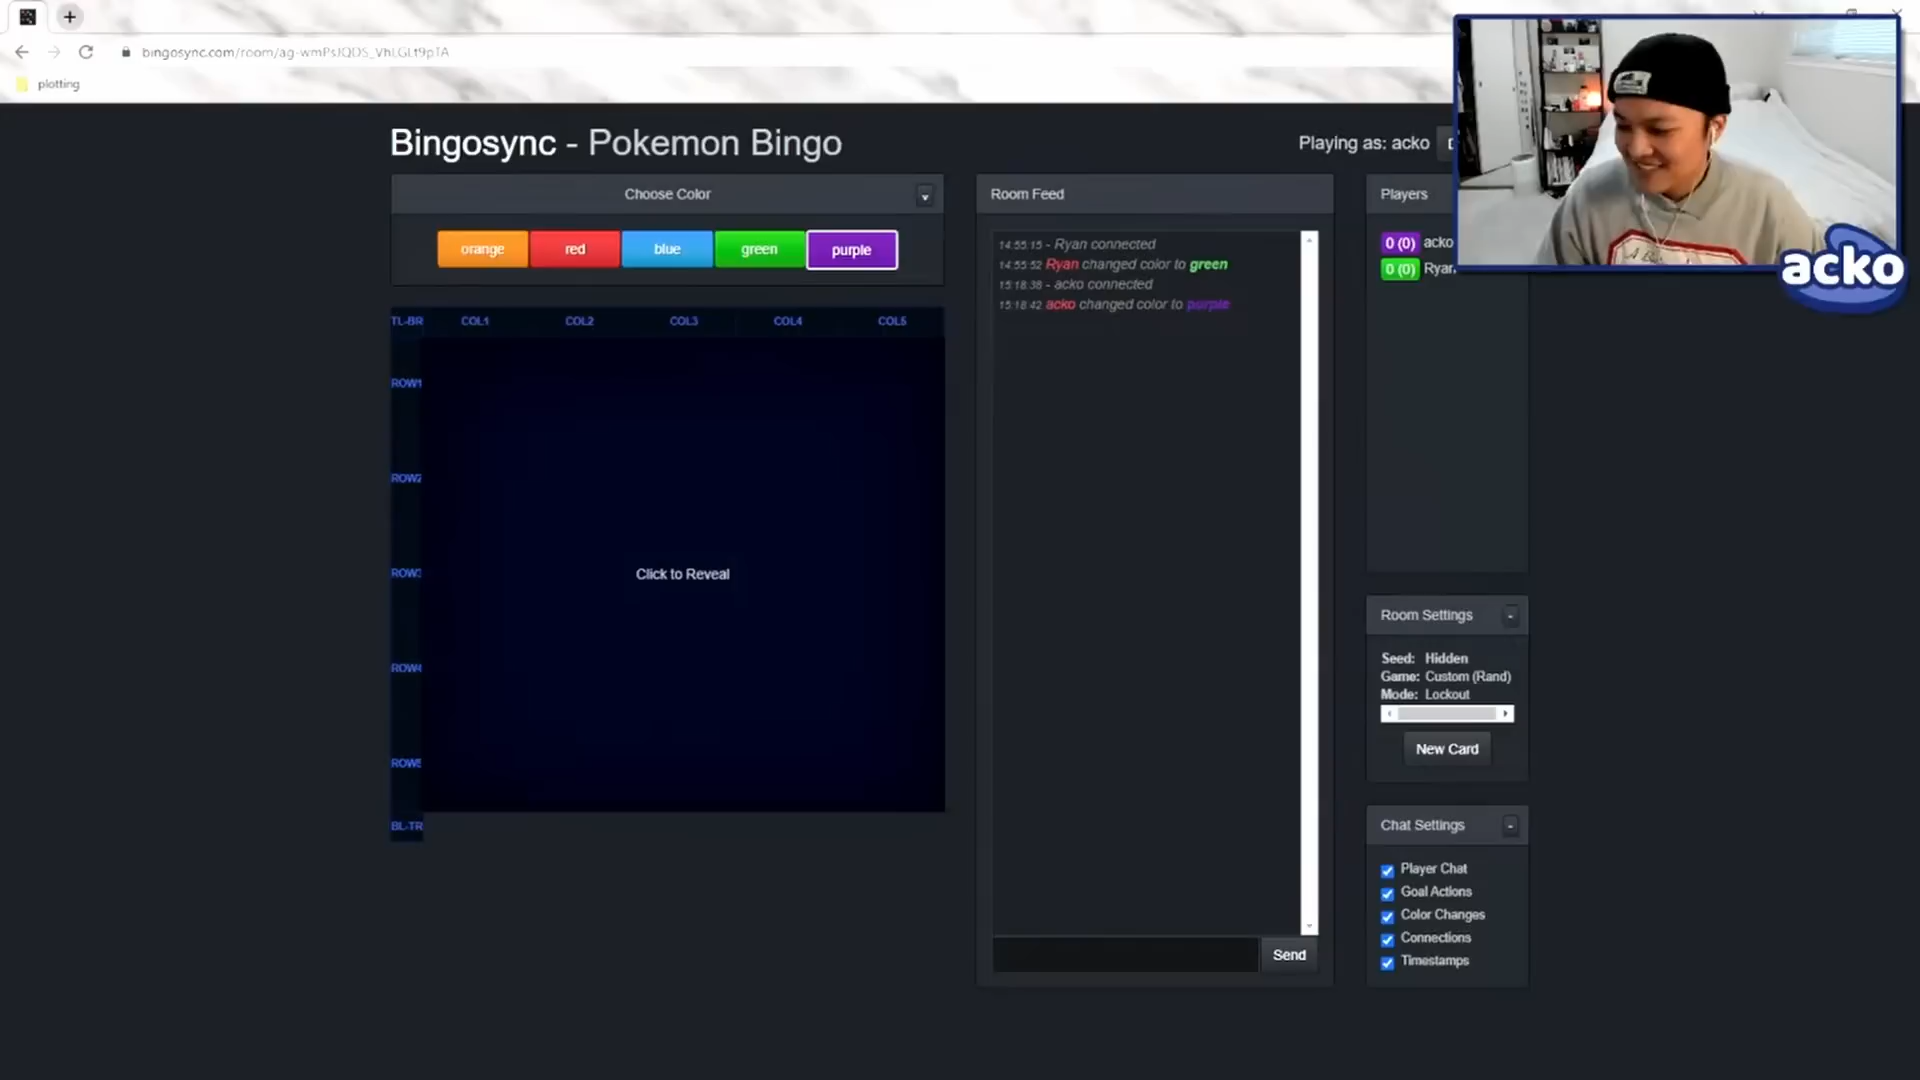 bingosync.com/room/ag-wmPsJQDS_VhLGLt9pTA
plotting
Bingosync - Pokemon Bingo
Playing as: acko
Choose Color
orange red blue green purple
TL-BR COL1 COL2 COL3 COL4 COL5
ROW1
ROW2
ROW3
ROW4
ROW5
BL-TR
Click to Reveal
Room Feed
14:55:15 - Ryan connected
14:55:52 Ryan changed color to green
15:18:38 - acko connected
15:18:42 acko changed color to purple
Send
Players
0 (0) acko
0 (0) Ryan
acko
Room Settings -
Seed: Hidden
Game: Custom (Rand)
Mode: Lockout
New Card
Chat Settings -
Player Chat
Goal Actions
Color Changes
Connections
Timestamps